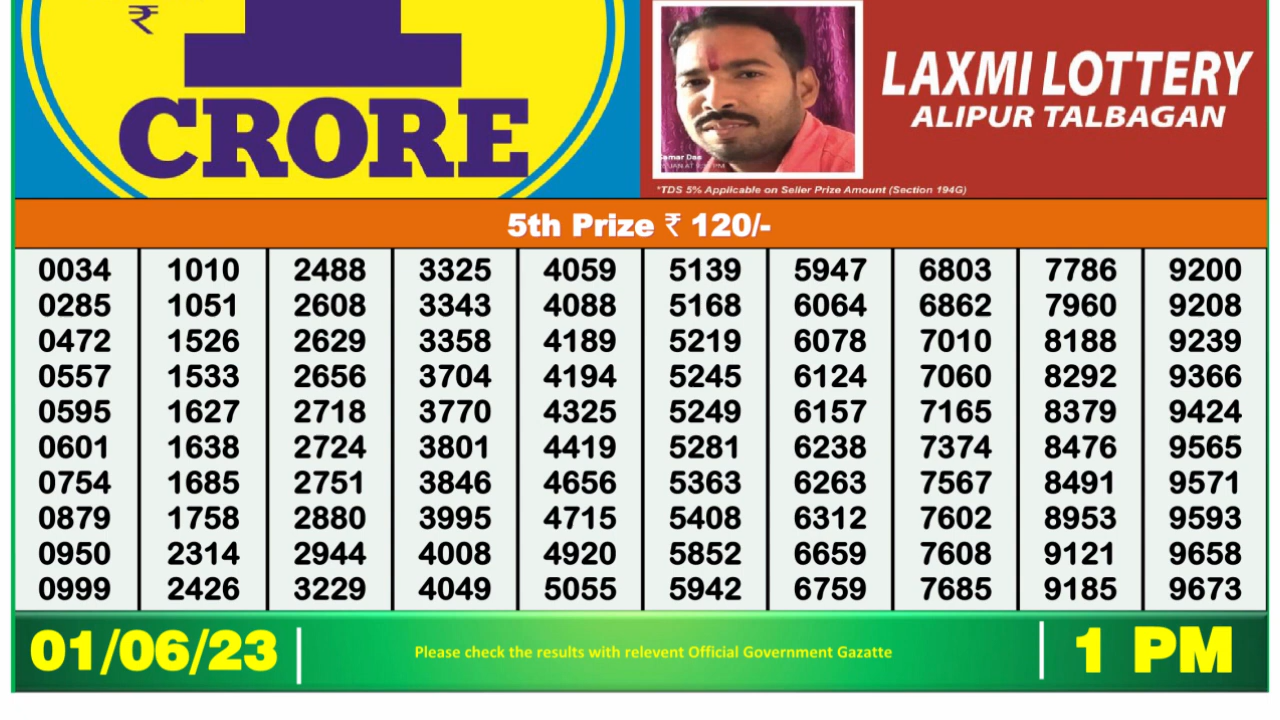 ₹
1
CRORE
LAXMI LOTTERY
ALIPUR TALBAGAN
*TDS 5% Applicable on Seller Prize Amount (Section 194G)
5th Prize ₹ 120/-
0034 1010 2488 3325 4059 5139 5947 6803 7786 9200
0285 1051 2608 3343 4088 5168 6064 6862 7960 9208
0472 1526 2629 3358 4189 5219 6078 7010 8188 9239
0557 1533 2656 3704 4194 5245 6124 7060 8292 9366
0595 1627 2718 3770 4325 5249 6157 7165 8379 9424
0601 1638 2724 3801 4419 5281 6238 7374 8476 9565
0754 1685 2751 3846 4656 5363 6263 7567 8491 9571
0879 1758 2880 3995 4715 5408 6312 7602 8953 9593
0950 2314 2944 4008 4920 5852 6659 7608 9121 9658
0999 2426 3229 4049 5055 5942 6759 7685 9185 9673
01/06/23 Please check the results with relevent Official Government Gazatte 1 PM